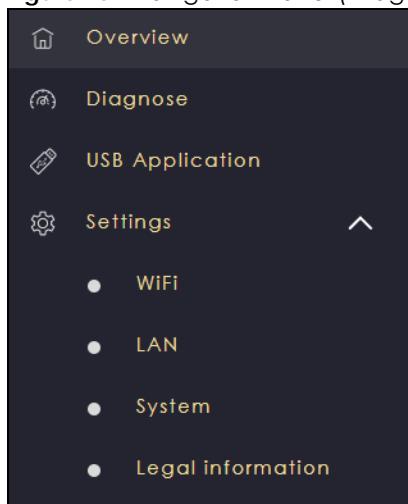 Overview
Diagnose
USB Application
Settings
WiFi
LAN
System
Legal information